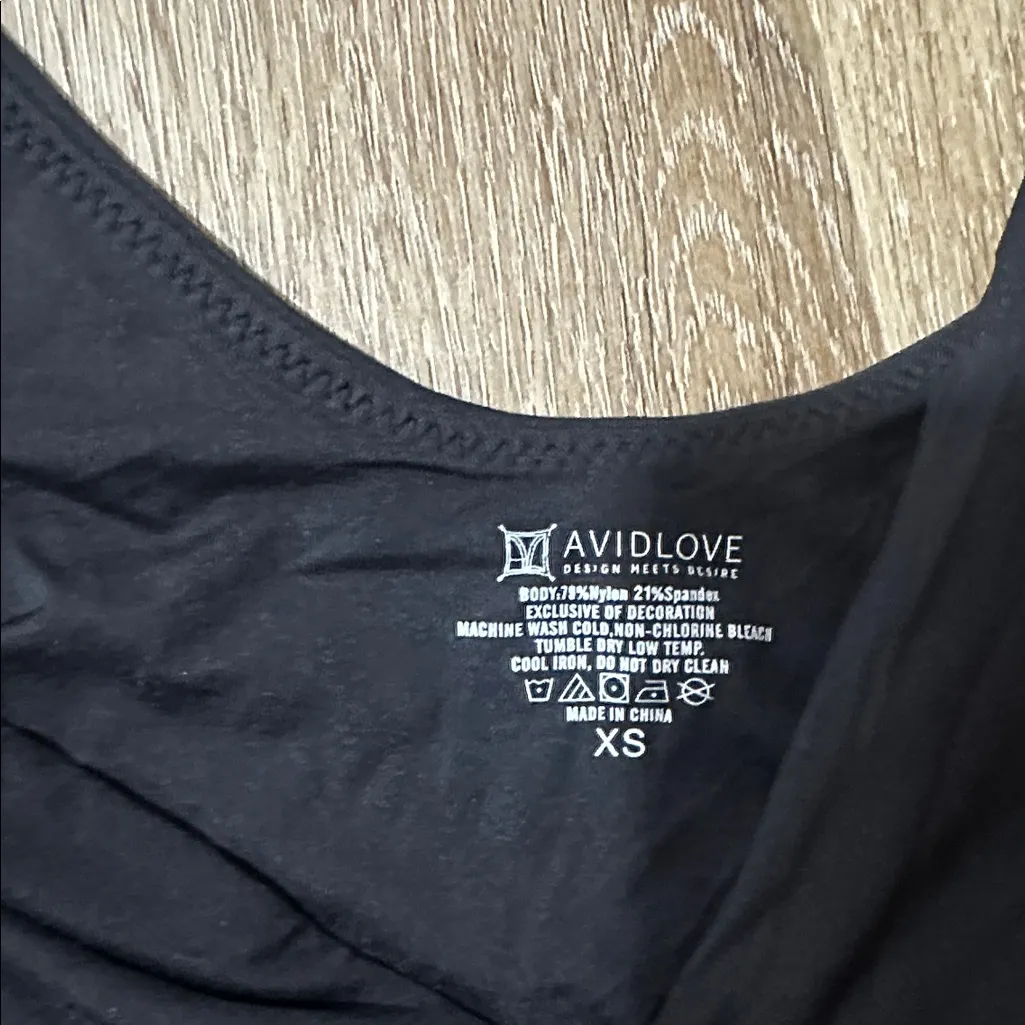 AVIDLOVE
DESIGN MEETS DESIRE
BODY:79%Nylon 21%Spandex
EXCLUSIVE OF DECORATION
MACHINE WASH COLD,NON-CHLORINE BLEACH
TUMBLE DRY LOW TEMP.
COOL IRON, DO NOT DRY CLEAN
MADE IN CHINA
XS